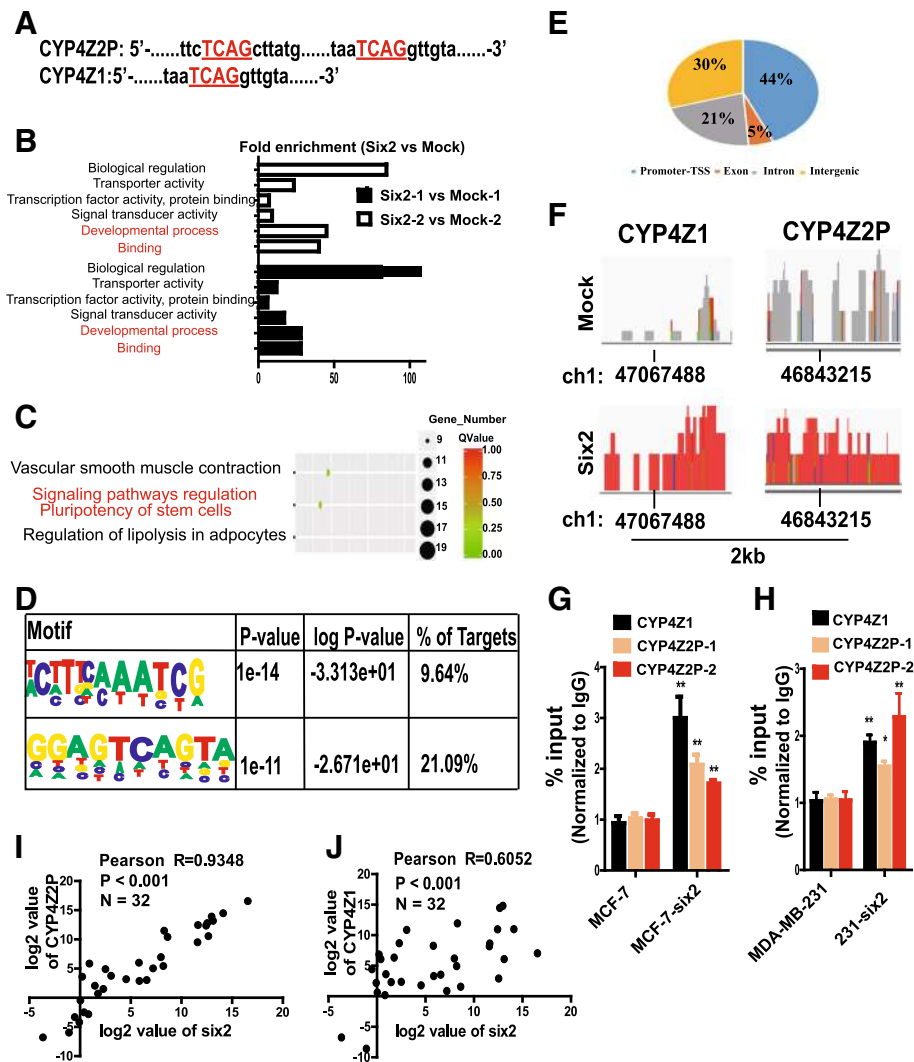 A
CYP4Z2P: 5’-......ttcTCAGcttatg......taaTCAGgttgta......-3’
CYP4Z1:5’-......taaTCAGgttgta......-3’
B
Fold enrichment (Six2 vs Mock)
Biological regulation
Transporter activity
Transcription factor activity, protein binding
Signal transducer activity
Developmental process
Binding
Biological regulation
Transporter activity
Transcription factor activity, protein binding
Signal transducer activity
Developmental process
Binding
Six2-1 vs Mock-1
Six2-2 vs Mock-2
0 50 100
C
Vascular smooth muscle contraction
Signaling pathways regulation
Pluripotency of stem cells
Regulation of lipolysis in adipocytes
Gene_Number
9
11
13
15
17
19
QValue
1.00
0.75
0.50
0.25
0.00
D
Motif P-value log P-value % of Targets
1e-14 -3.313e+01 9.64%
GGAGTCAGTA 1e-11 -2.671e+01 21.09%
E
30% 44%
21% 5%
Promoter-TSS Exon Intron Intergenic
F
CYP4Z1 CYP4Z2P
Mock
ch1: 47067488 46843215
Six2
ch1: 47067488 46843215
2kb
G
CYP4Z1
CYP4Z2P-1
CYP4Z2P-2
% input
(Normalized to IgG)
4
3
2
1
0
**
**
**
MCF-7
MCF-7-six2
H
CYP4Z1
CYP4Z2P-1
CYP4Z2P-2
% input
(Normalized to IgG)
3
2
1
0
**
*
**
MDA-MB-231
231-six2
I
Pearson R=0.9348
P < 0.001
N = 32
log2 value
of CYP4Z2P
20
15
10
5
-5
-10
-5 0 5 10 15 20
log2 value of six2
J
Pearson R=0.6052
P < 0.001
N = 32
log2 value
of CYP4Z1
20
15
10
5
-5
-10
-5 0 5 10 15 20
log2 value of six2